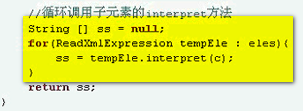 //循环调用子元素的interpret方法
String [] ss = null;
for(ReadXmlExpression tempEle : eles){
ss = tempEle.interpret(c);
}
return ss;
}